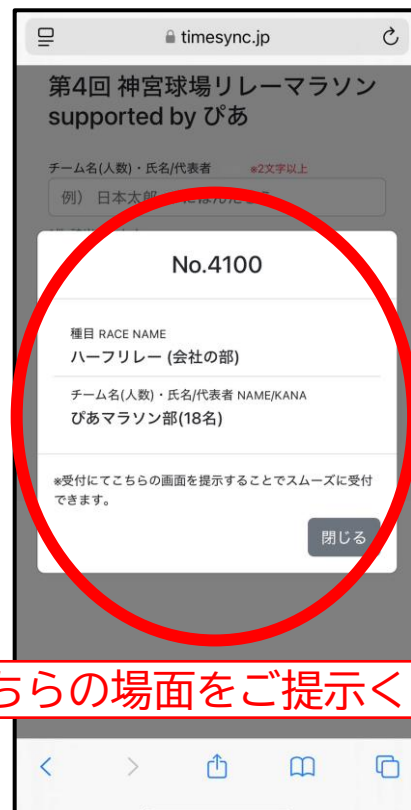 timesync.jp
第4回 神宮球場リレーマラソン
supported by ぴあ
チーム名(人数)・氏名/代表者 ※2文字以上
例) 日本太郎
No.4100
種目 RACE NAME
ハーフリレー (会社の部)
チーム名(人数)・氏名/代表者 NAME/KANA
ぴあマラソン部(18名)
※受付にてこちらの画面を提示することでスムーズに受付
できます。
閉じる
ちらの場面をご提示く